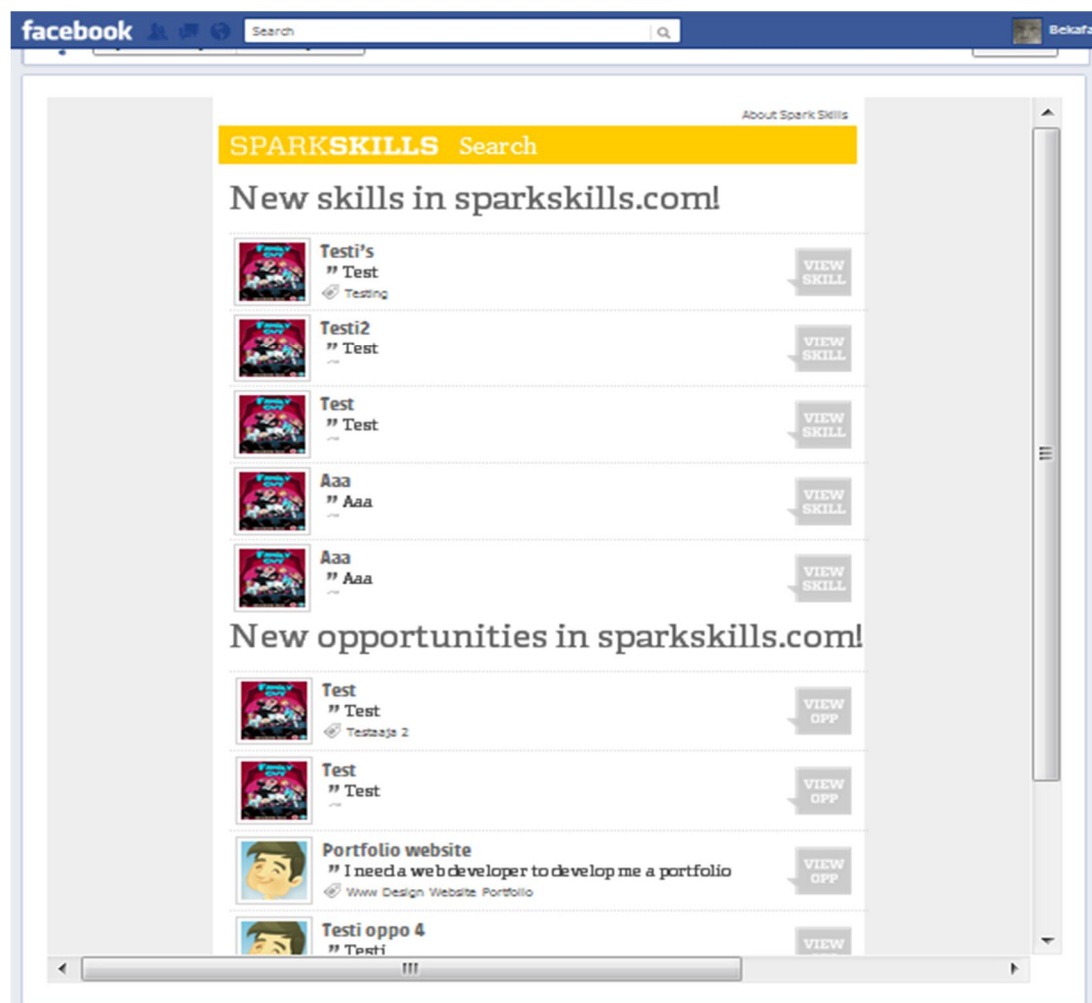 facebook Search Bekafa
About Spark Skills
SPARKSKILLS Search
New skills in sparkskills.com!
Testi's
" Test
Testing
VIEW SKILL
Testi2
" Test
VIEW SKILL
Test
" Test
VIEW SKILL
Aaa
" Aaa
VIEW SKILL
Aaa
" Aaa
VIEW SKILL
New opportunities in sparkskills.com!
Test
" Test
Testaaja 2
VIEW OPP
Test
" Test
VIEW OPP
Portfolio website
" I need a web developer to develop me a portfolio
Www Design Website Portfolio
VIEW OPP
Testi oppo 4
" Testi
VIEW